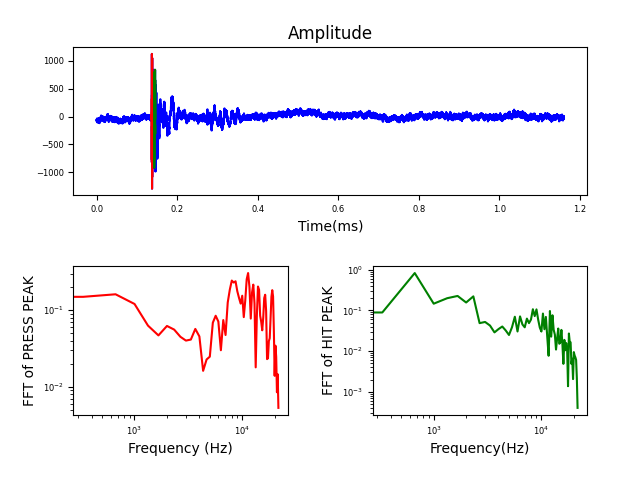 Amplitude
1000
500
0
−500
−1000
0.0 0.2 0.4 0.6 0.8 1.0 1.2
Time(ms)
FFT of PRESS PEAK
10⁻¹
10⁻²
10³ 10⁴
Frequency (Hz)
FFT of HIT PEAK
10⁰
10⁻¹
10⁻²
10⁻³
10³ 10⁴
Frequency(Hz)